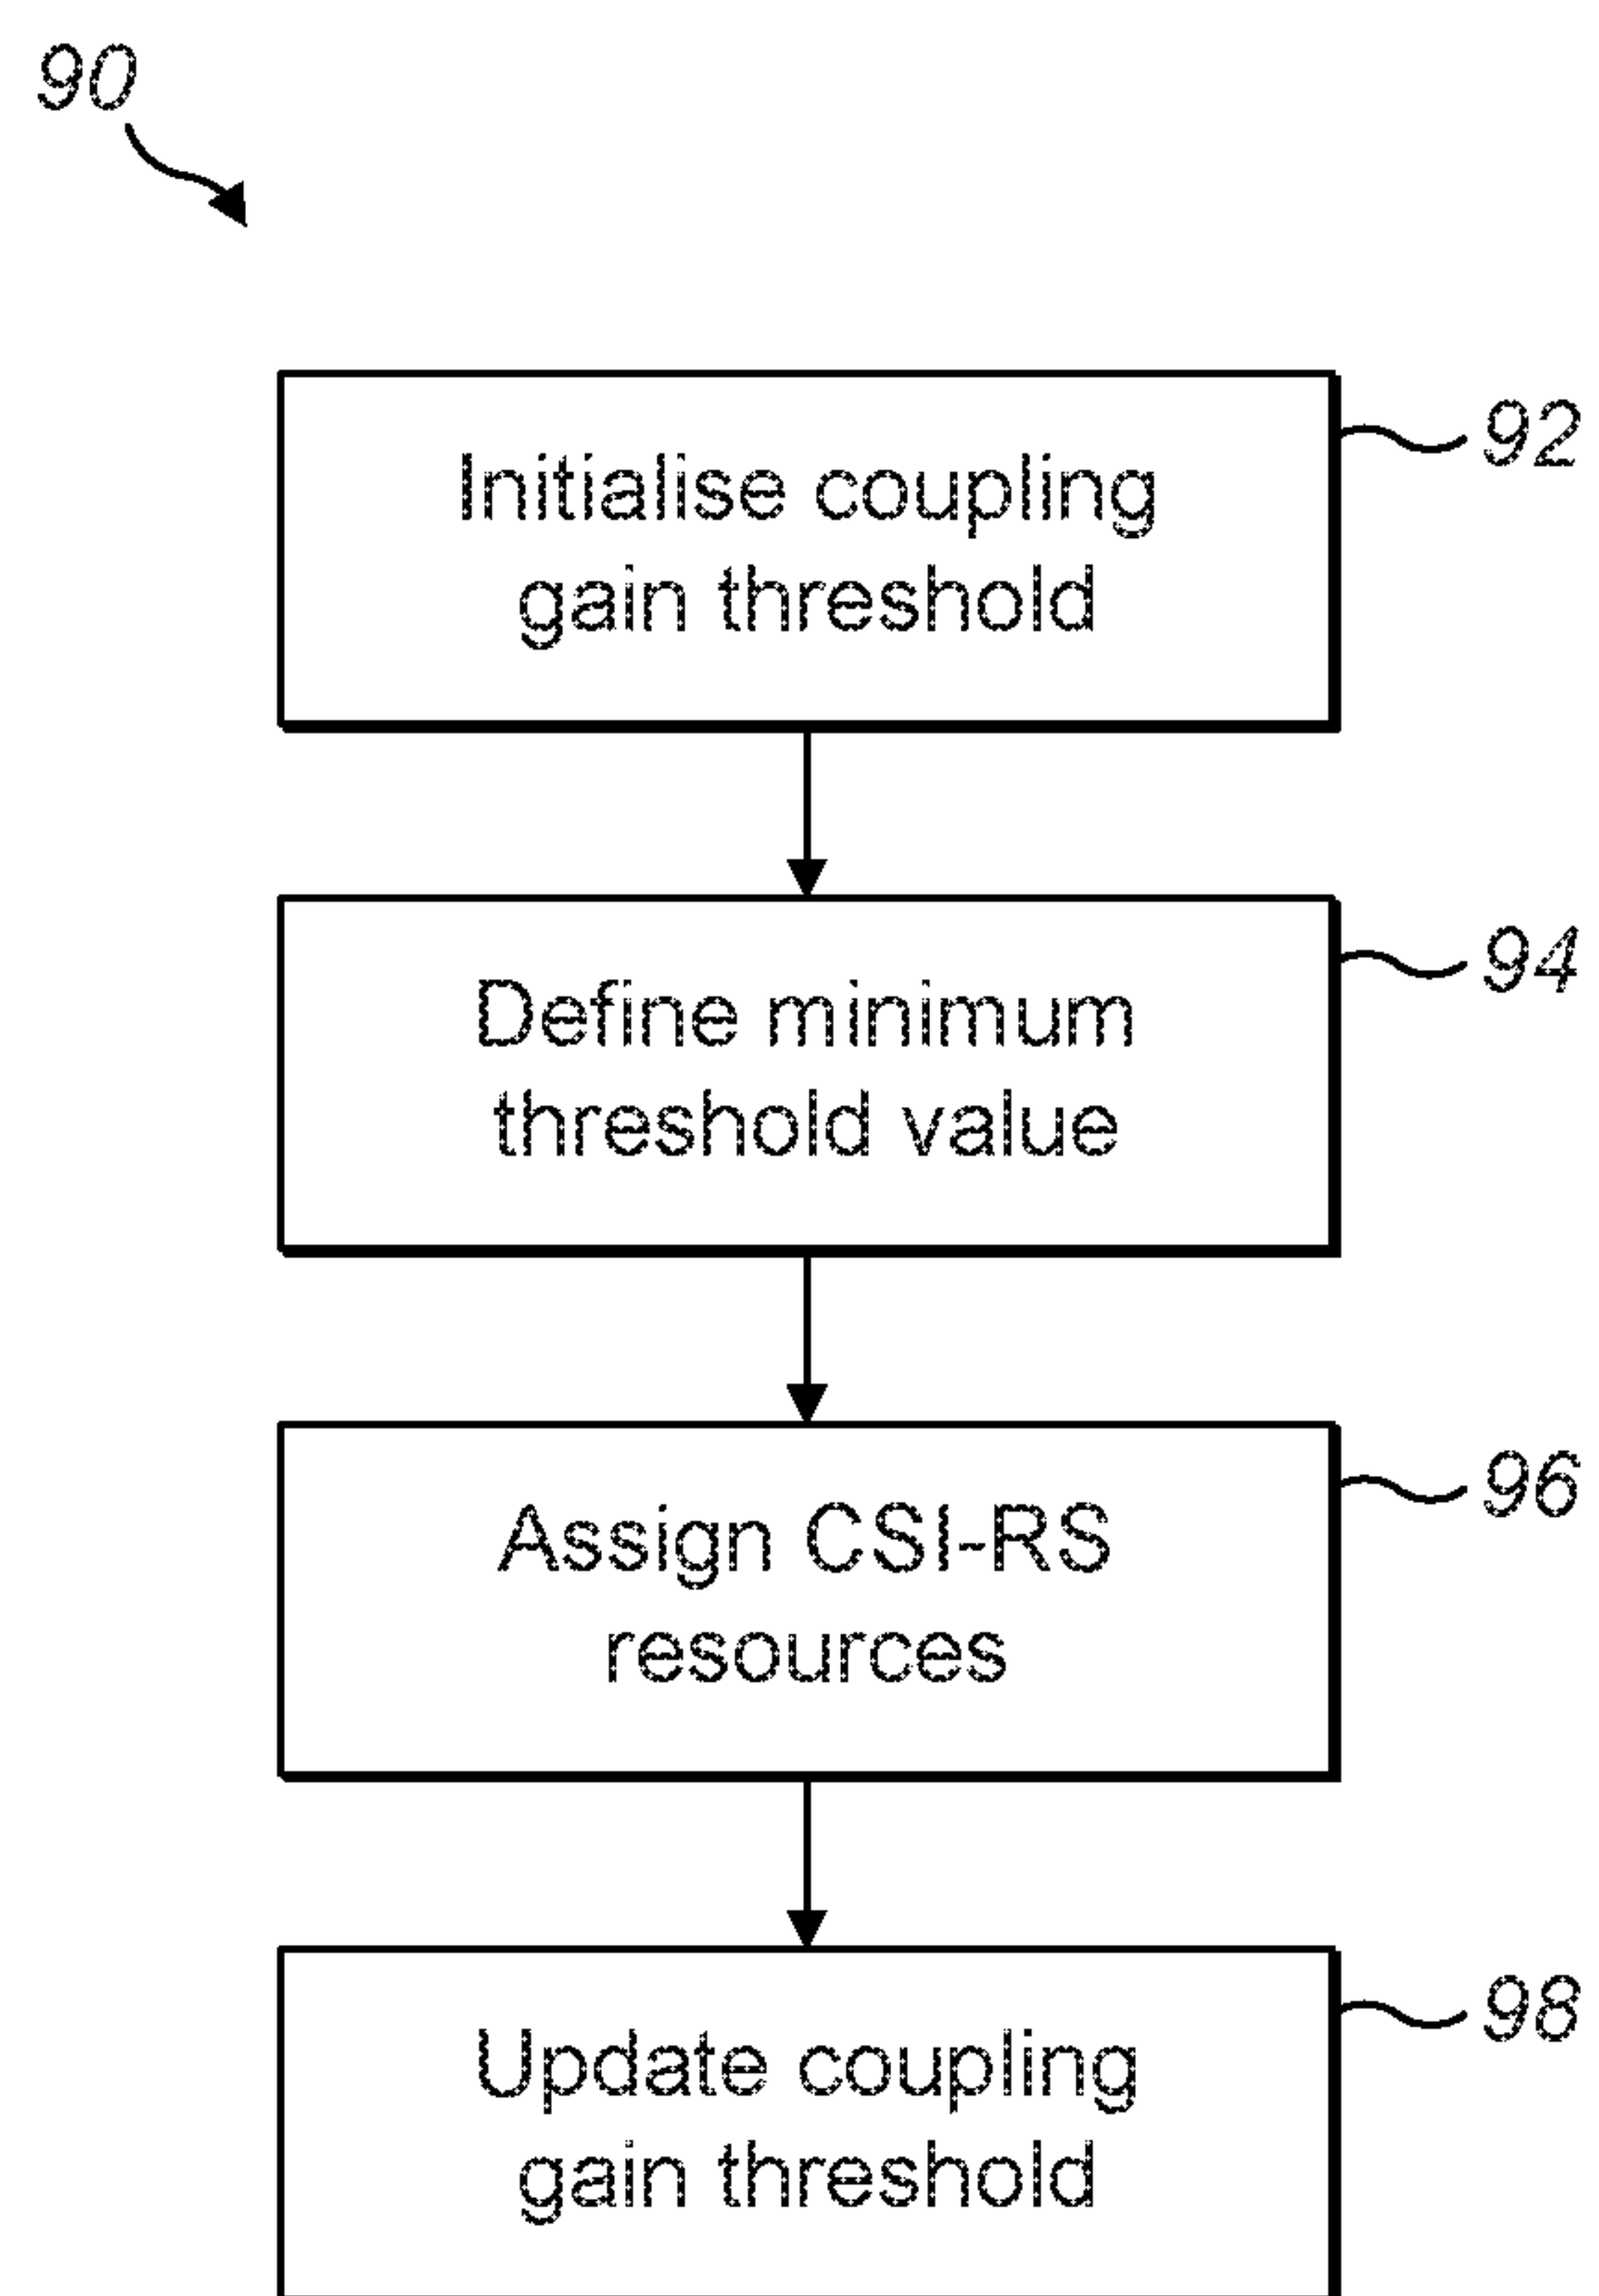 90
Initialise coupling
gain threshold
92
Define minimum
threshold value
94
Assign CSI-RS
resources
96
Update coupling
gain threshold
98